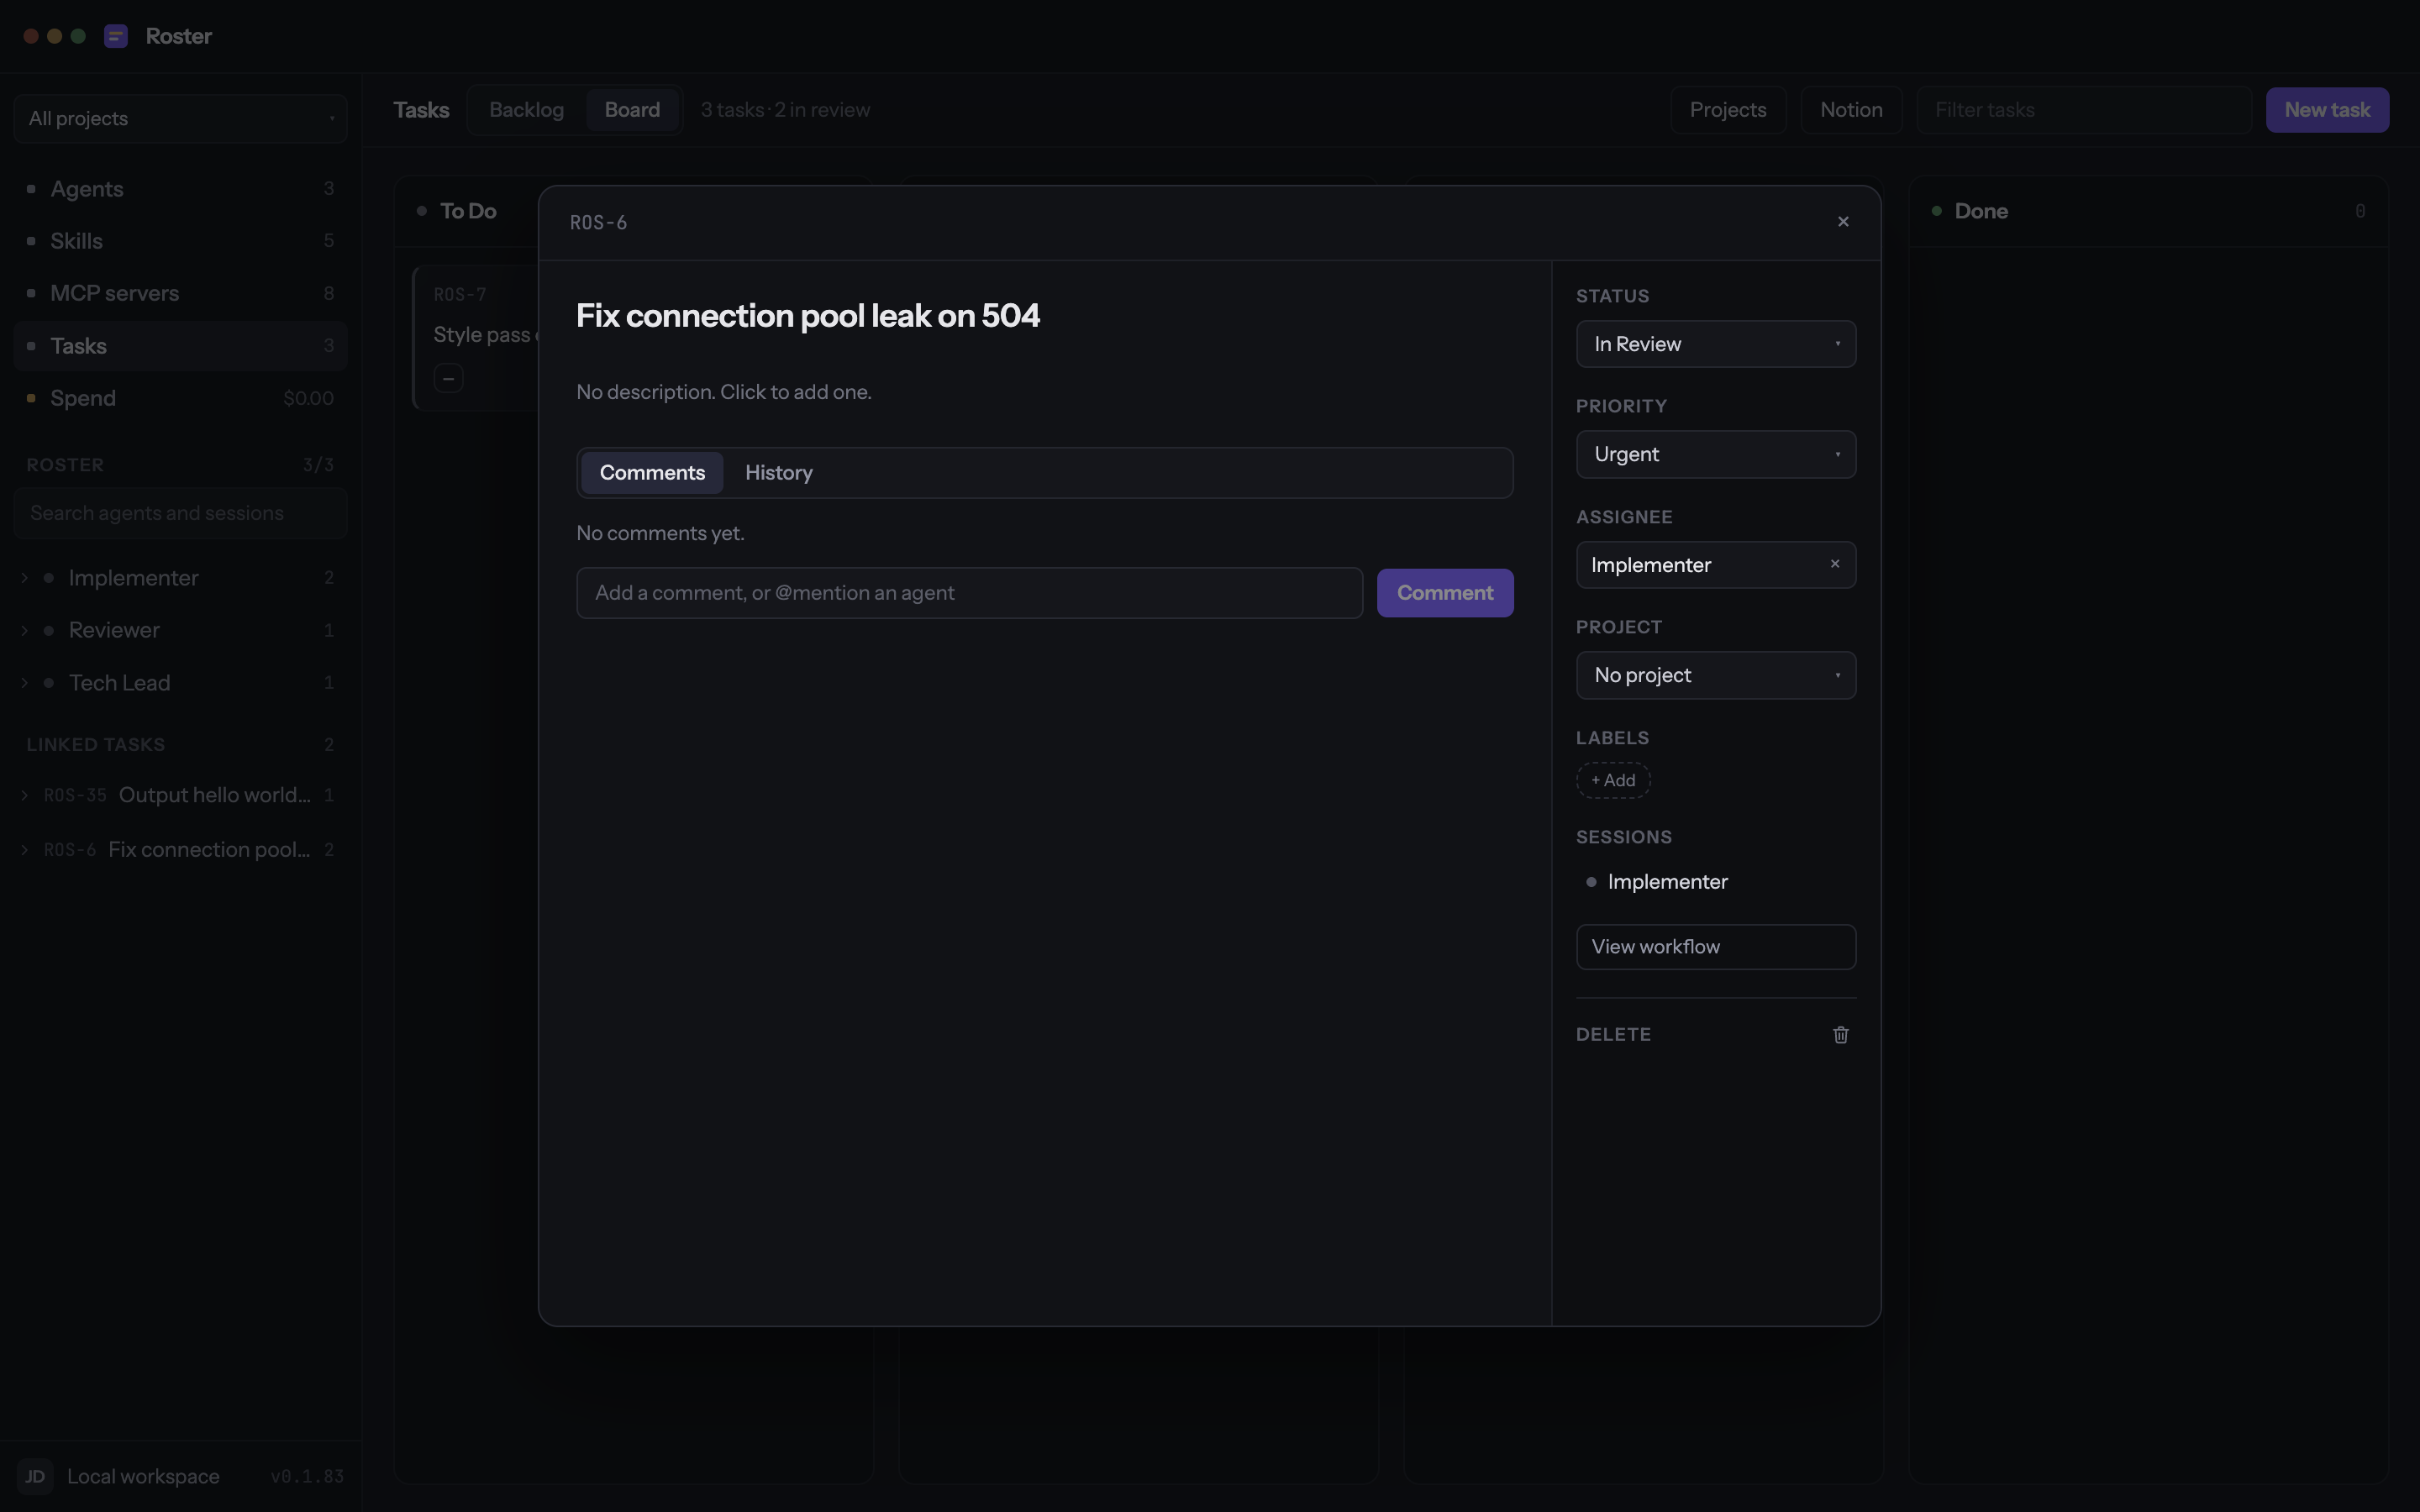 Roster
All projects
Agents 3
Skills 5
MCP servers 8
Tasks 3
Spend $0.00
ROSTER 3/3
Search agents and sessions
Implementer 2
Reviewer 1
Tech Lead 1
LINKED TASKS 2
ROS-35 Output hello world... 1
ROS-6 Fix connection pool... 2
JD Local workspace v0.1.83
Tasks Backlog Board 3 tasks · 2 in review Projects Notion Filter tasks New task
To Do
ROS-7
Style pass
Done 0
ROS-6
Fix connection pool leak on 504
No description. Click to add one.
Comments History
No comments yet.
Add a comment, or @mention an agent Comment
STATUS
In Review
PRIORITY
Urgent
ASSIGNEE
Implementer
PROJECT
No project
LABELS
+ Add
SESSIONS
Implementer
View workflow
DELETE